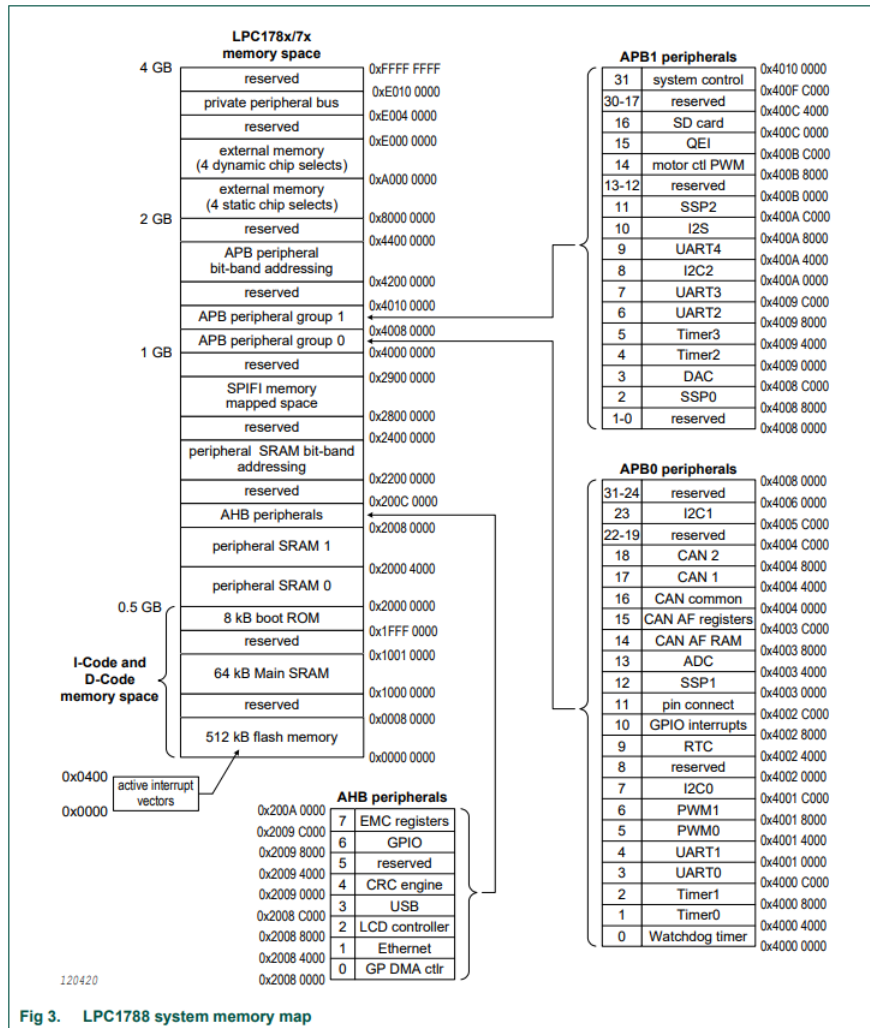 LPC178x/7x
memory space
4 GB
0xFFFF FFFF
reserved
0xE010 0000
private peripheral bus
0xE004 0000
reserved
0xE000 0000
external memory
(4 dynamic chip selects)
0xA000 0000
external memory
(4 static chip selects)
2 GB
0x8000 0000
reserved
0x4400 0000
APB peripheral
bit-band addressing
0x4200 0000
reserved
0x4010 0000
APB peripheral group 1
0x4008 0000
APB peripheral group 0
1 GB
0x4000 0000
reserved
0x2900 0000
SPIFI memory
mapped space
0x2800 0000
reserved
0x2400 0000
peripheral SRAM bit-band
addressing
0x2200 0000
reserved
0x200C 0000
AHB peripherals
0x2008 0000
peripheral SRAM 1
0x2000 4000
peripheral SRAM 0
0.5 GB
0x2000 0000
8 kB boot ROM
0x1FFF 0000
reserved
0x1001 0000
I-Code and
D-Code
memory space
64 kB Main SRAM
0x1000 0000
reserved
0x0008 0000
512 kB flash memory
0x0000 0000
0x0400
active interrupt
vectors
0x0000
APB1 peripherals
0x4010 0000
31 system control
0x400F C000
30-17 reserved
0x400C 4000
16 SD card
0x400C 0000
15 QEI
0x400B C000
14 motor ctl PWM
0x400B 8000
13-12 reserved
0x400B 0000
11 SSP2
0x400A C000
10 I2S
0x400A 8000
9 UART4
0x400A 4000
8 I2C2
0x400A 0000
7 UART3
0x4009 C000
6 UART2
0x4009 8000
5 Timer3
0x4009 4000
4 Timer2
0x4009 0000
3 DAC
0x4008 C000
2 SSP0
0x4008 8000
1-0 reserved
0x4008 0000
APB0 peripherals
0x4008 0000
31-24 reserved
0x4006 0000
23 I2C1
0x4005 C000
22-19 reserved
0x4004 C000
18 CAN 2
0x4004 8000
17 CAN 1
0x4004 4000
16 CAN common
0x4004 0000
15 CAN AF registers
0x4003 C000
14 CAN AF RAM
0x4003 8000
13 ADC
0x4003 4000
12 SSP1
0x4003 0000
11 pin connect
0x4002 C000
10 GPIO interrupts
0x4002 8000
9 RTC
0x4002 4000
8 reserved
0x4002 0000
7 I2C0
0x4001 C000
6 PWM1
0x4001 8000
5 PWM0
0x4001 4000
4 UART1
0x4001 0000
3 UART0
0x4000 C000
2 Timer1
0x4000 8000
1 Timer0
0x4000 4000
0 Watchdog timer
0x4000 0000
AHB peripherals
0x200A 0000
7 EMC registers
0x2009 C000
6 GPIO
0x2009 8000
5 reserved
0x2009 4000
4 CRC engine
0x2009 0000
3 USB
0x2008 C000
2 LCD controller
0x2008 8000
1 Ethernet
0x2008 4000
0 GP DMA ctlr
0x2008 0000
120420
Fig 3. LPC1788 system memory map